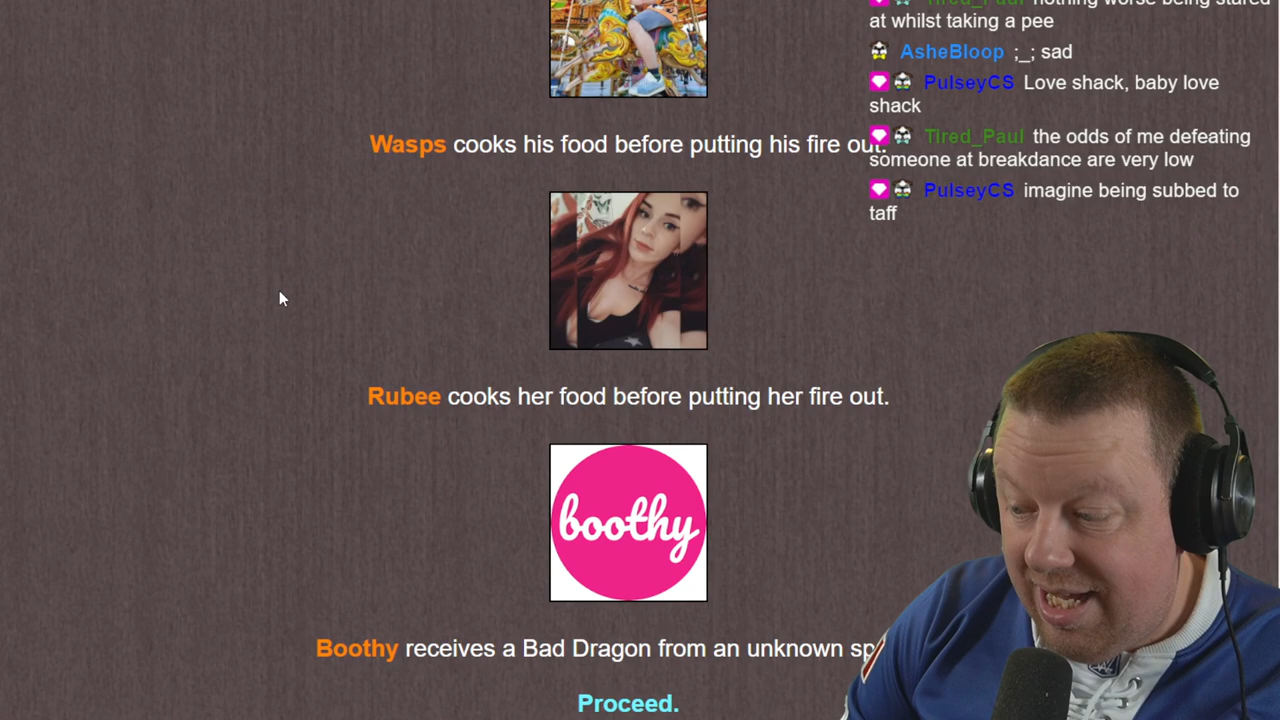 at whilst taking a pee
AsheBloop ;_; sad
PulseyCS Love shack, baby love
shack
Tired_Paul the odds of me defeating
someone at breakdance are very low
PulseyCS imagine being subbed to
taff
Wasps cooks his food before putting his fire out.
Rubee cooks her food before putting her fire out.
boothy
Boothy receives a Bad Dragon from an unknown
Proceed.